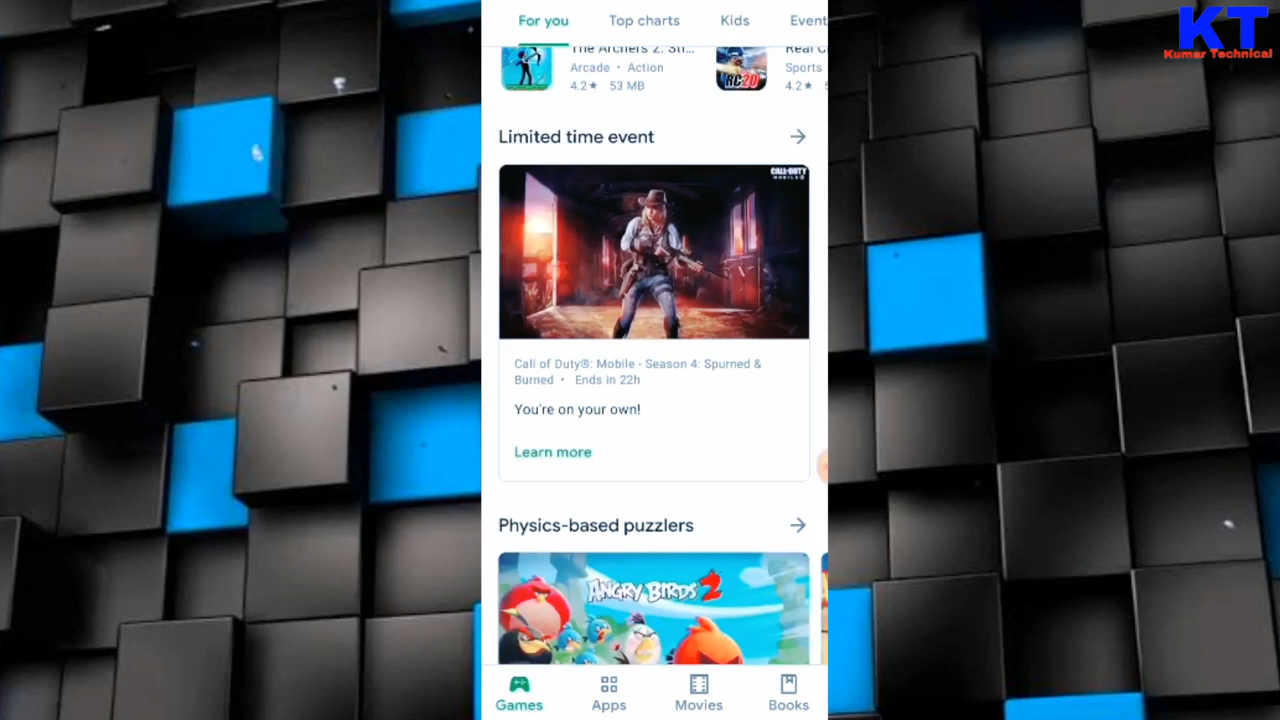 KT
Kumar Technical
For you Top charts Kids Event
The Archers 2: Sti...
Real C
Arcade • Action
Sports
4.2★ 53 MB
4.2★
RC20
Limited time event
CALL OF DUTY
MOBILE
Call of Duty®: Mobile - Season 4: Spurned &
Burned • Ends in 22h
You're on your own!
Learn more
Physics-based puzzlers
ANGRY BIRDS 2
Games Apps Movies Books